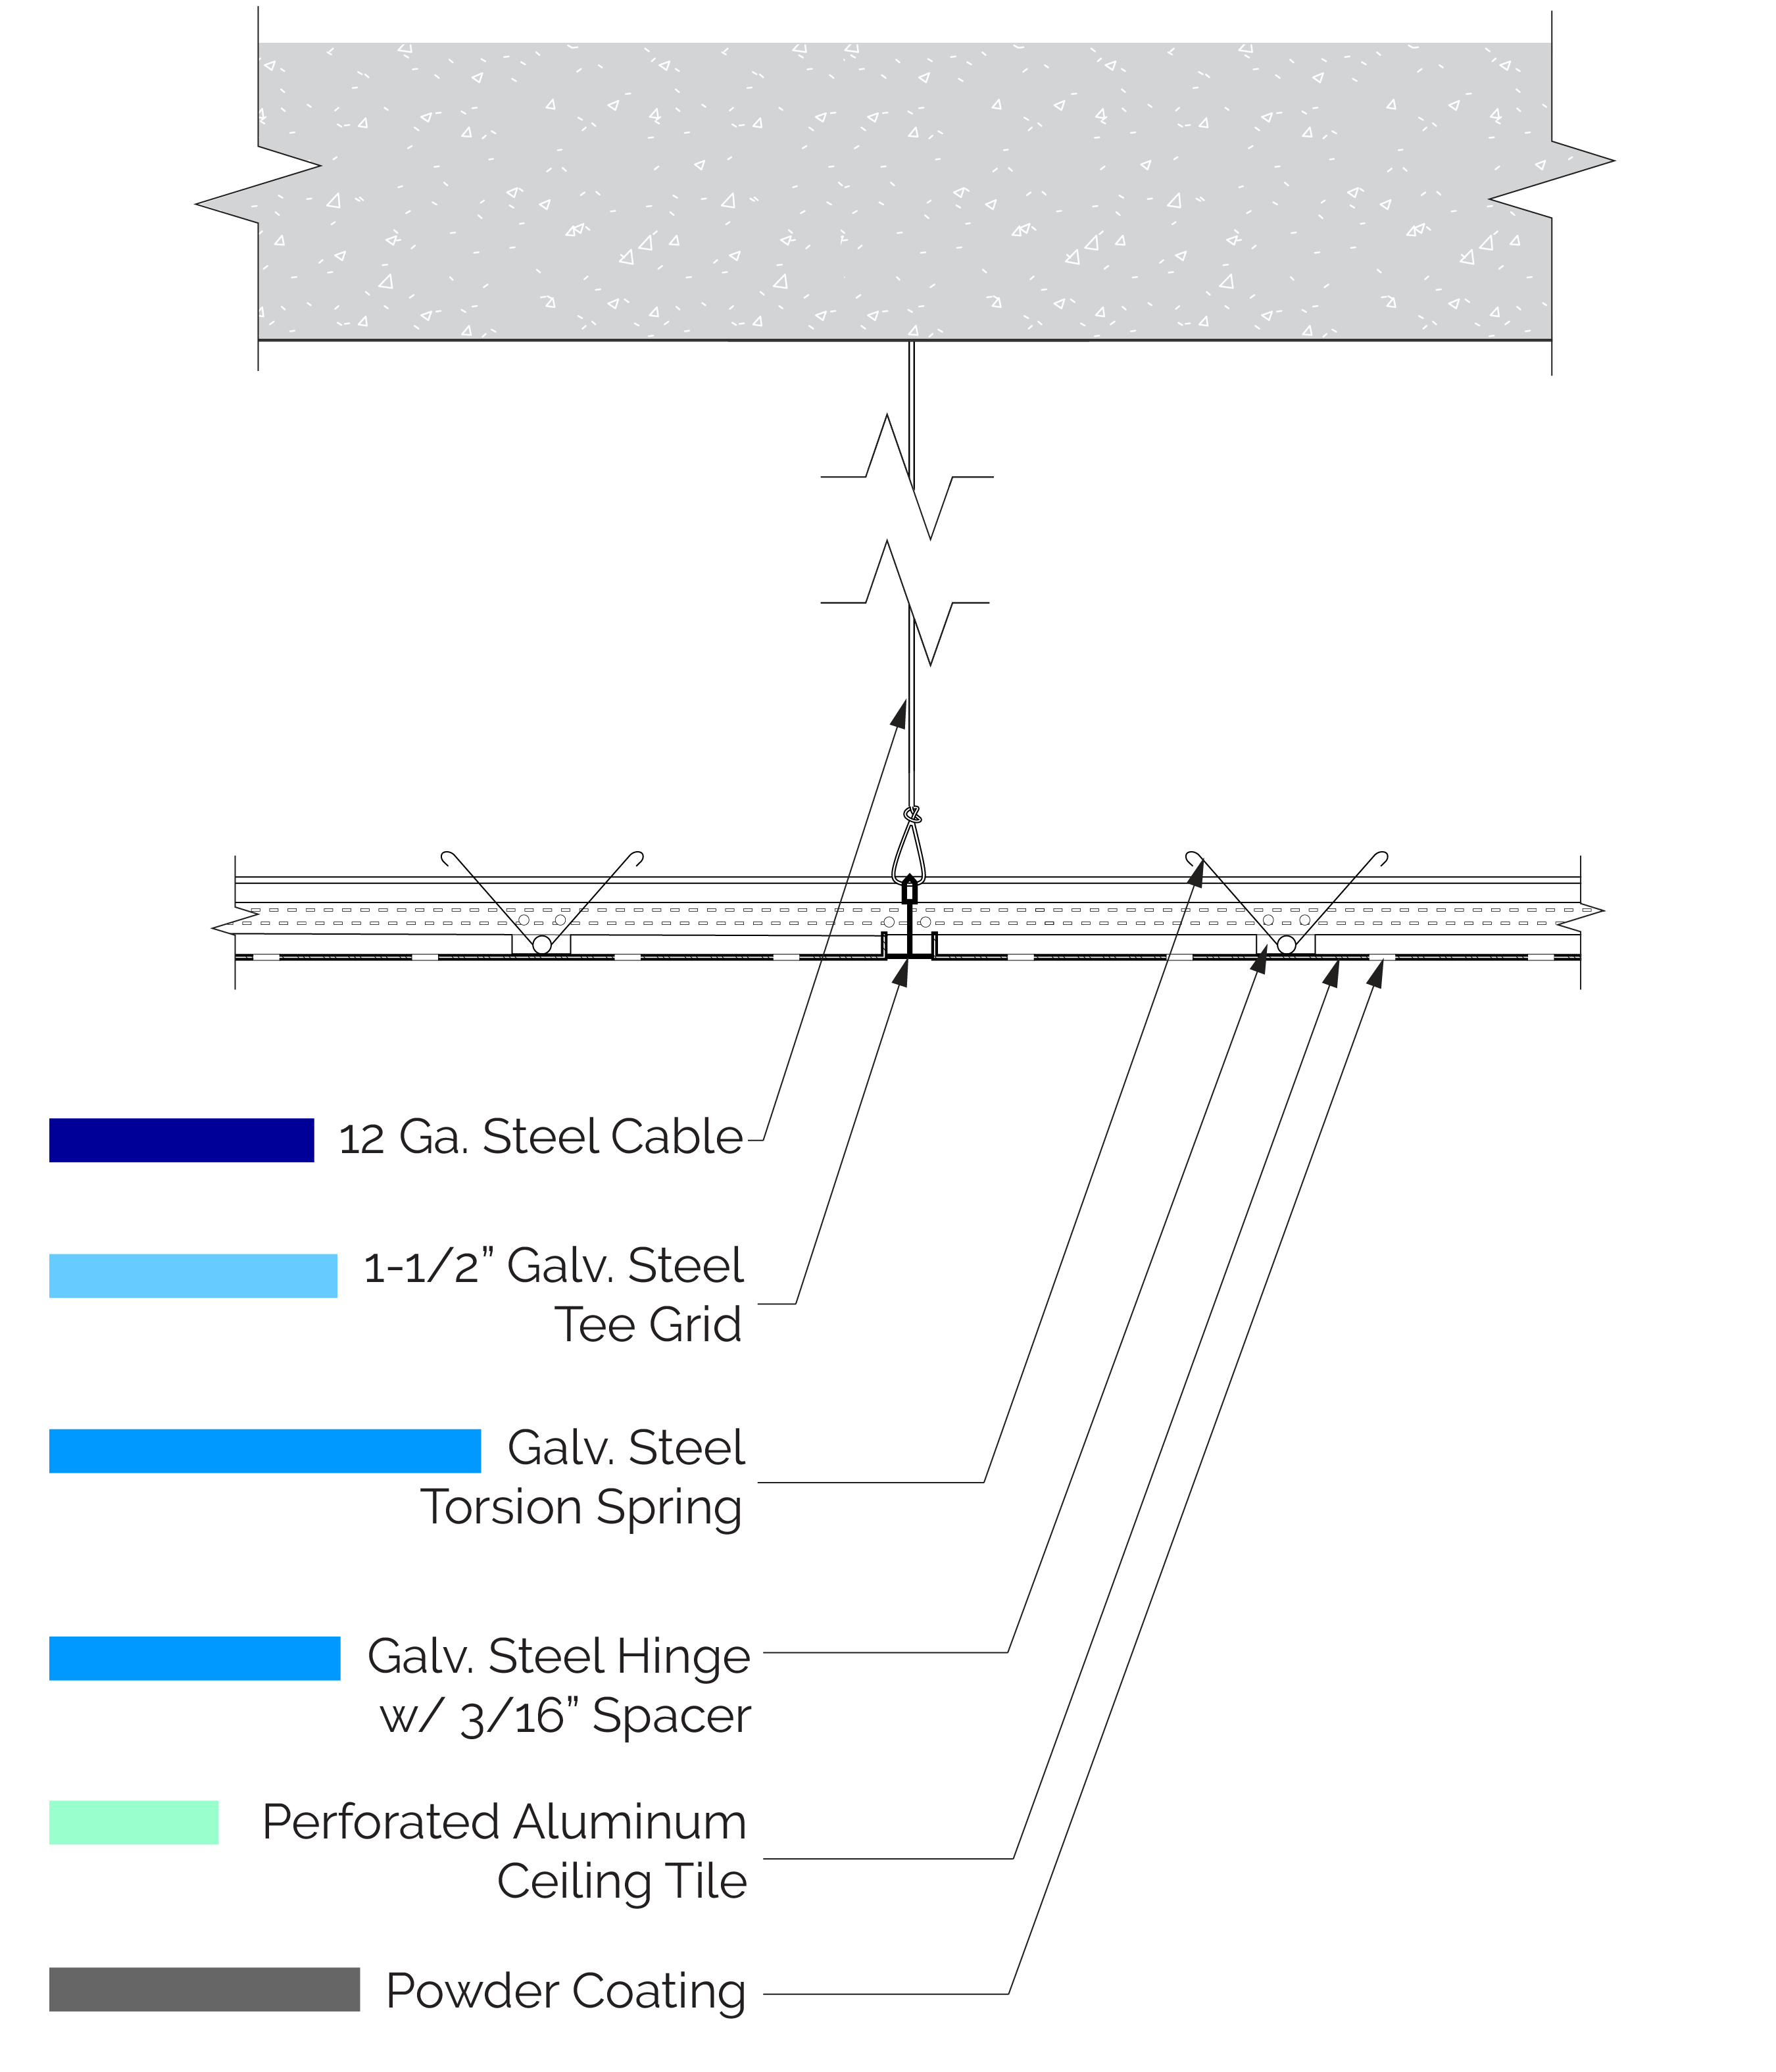 12 Ga. Steel Cable
1-1/2” Galv. Steel
Tee Grid
Galv. Steel
Torsion Spring
Galv. Steel Hinge
w/ 3/16” Spacer
Perforated Aluminum
Ceiling Tile
Powder Coating